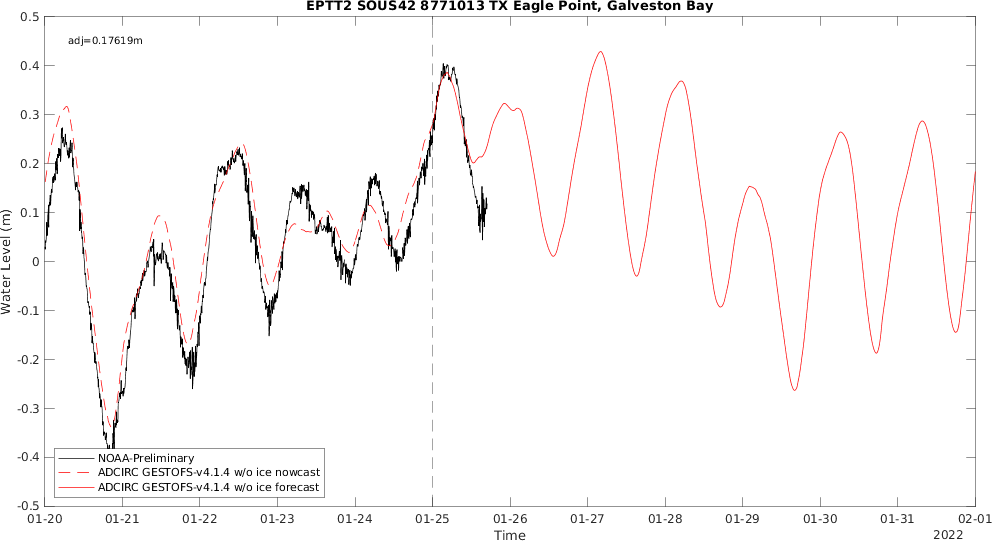 EPTT2 SOUS42 8771013 TX Eagle Point, Galveston Bay
adj=0.17619m
0.5
0.4
0.3
0.2
0.1
0
-0.1
-0.2
-0.3
-0.4
-0.5
Water Level (m)
NOAA-Preliminary
ADCIRC GESTOFS-v4.1.4 w/o ice nowcast
ADCIRC GESTOFS-v4.1.4 w/o ice forecast
01-20 01-21 01-22 01-23 01-24 01-25 01-26 01-27 01-28 01-29 01-30 01-31 02-01
Time
2022